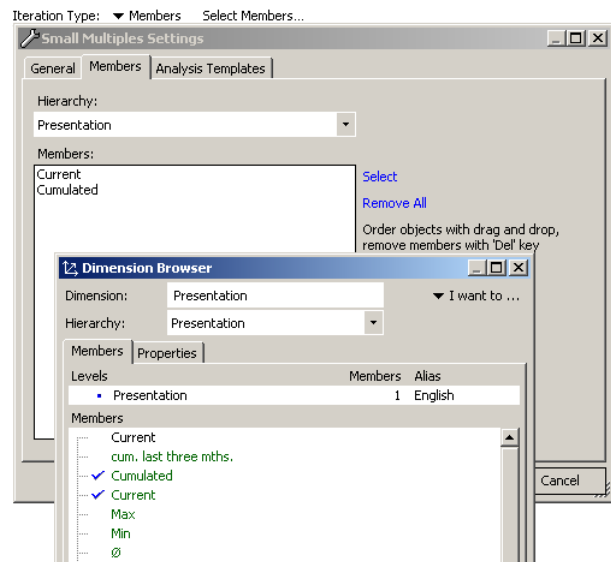 Iteration Type: Members Select Members...
Small Multiples Settings
General Members Analysis Templates
Hierarchy:
Presentation
Members:
Current
Cumulated
Select
Remove All
Order objects with drag and drop,
remove members with 'Del' key
Dimension Browser
Dimension: Presentation I want to ...
Hierarchy: Presentation
Members Properties
Levels Members Alias
Presentation 1 English
Members
Current
cum. last three mths.
Cumulated
Current
Max
Min
Ø
Cancel